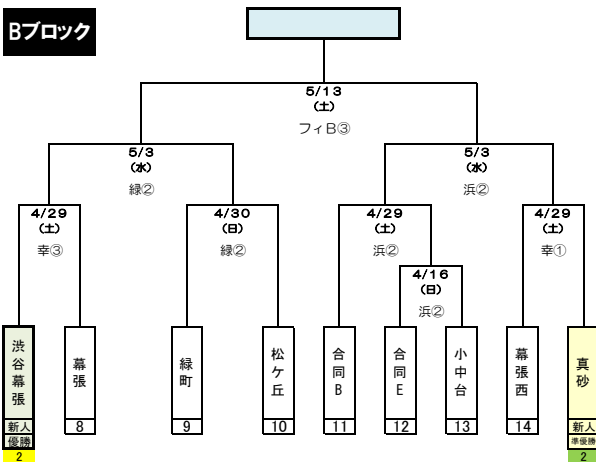 Bブロック
5/13
(土)
フィB③
5/3
(水)
緑②
5/3
(水)
浜②
4/29
(土)
幸③
4/30
(日)
緑②
4/29
(土)
浜②
4/29
(土)
幸①
4/16
(日)
浜②
渋谷幕張
幕張
緑町
松ケ丘
合同B
合同E
小中台
幕張西
真砂
新人
優勝
2
8
9
10
11
12
13
14
新人
準優勝
2